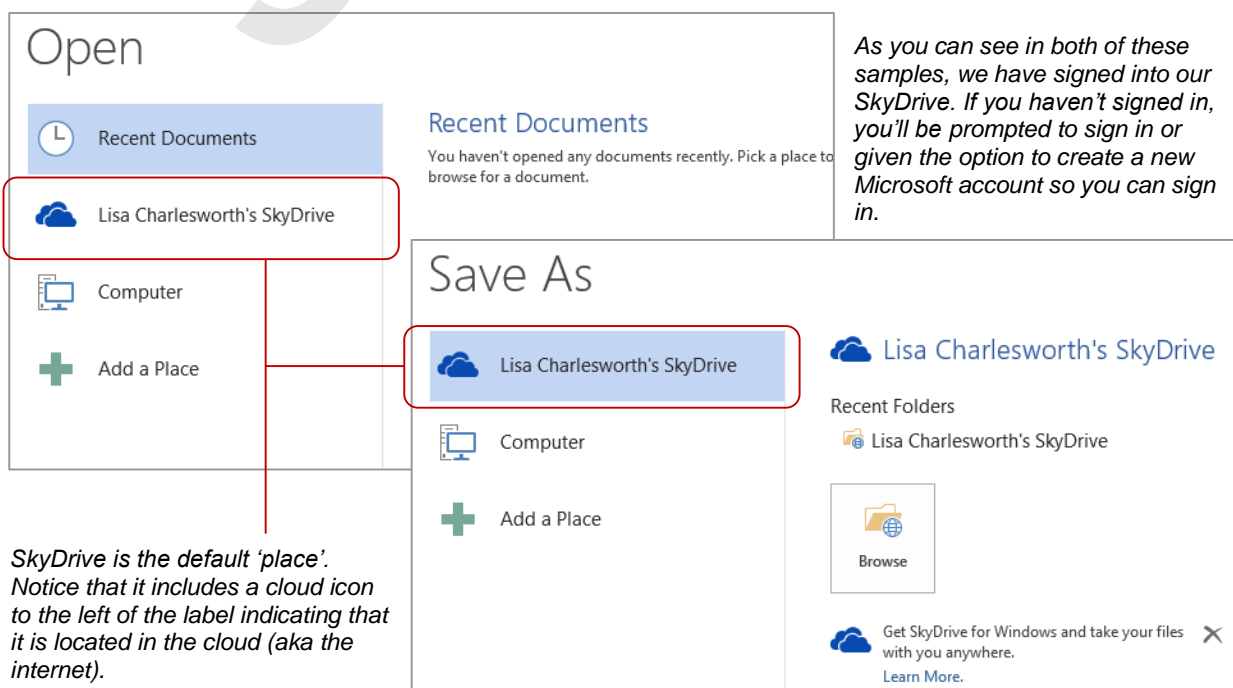 Open
Recent Documents
Lisa Charlesworth's SkyDrive
Computer
Add a Place
Recent Documents
You haven't opened any documents recently. Pick a place to
browse for a document.
As you can see in both of these
samples, we have signed into our
SkyDrive. If you haven’t signed in,
you’ll be prompted to sign in or
given the option to create a new
Microsoft account so you can sign
in.
Save As
Lisa Charlesworth's SkyDrive
Computer
Add a Place
Lisa Charlesworth's SkyDrive
Recent Folders
Lisa Charlesworth's SkyDrive
Browse
Get SkyDrive for Windows and take your files
with you anywhere.
Learn More.
SkyDrive is the default ‘place’.
Notice that it includes a cloud icon
to the left of the label indicating that
it is located in the cloud (aka the
internet).